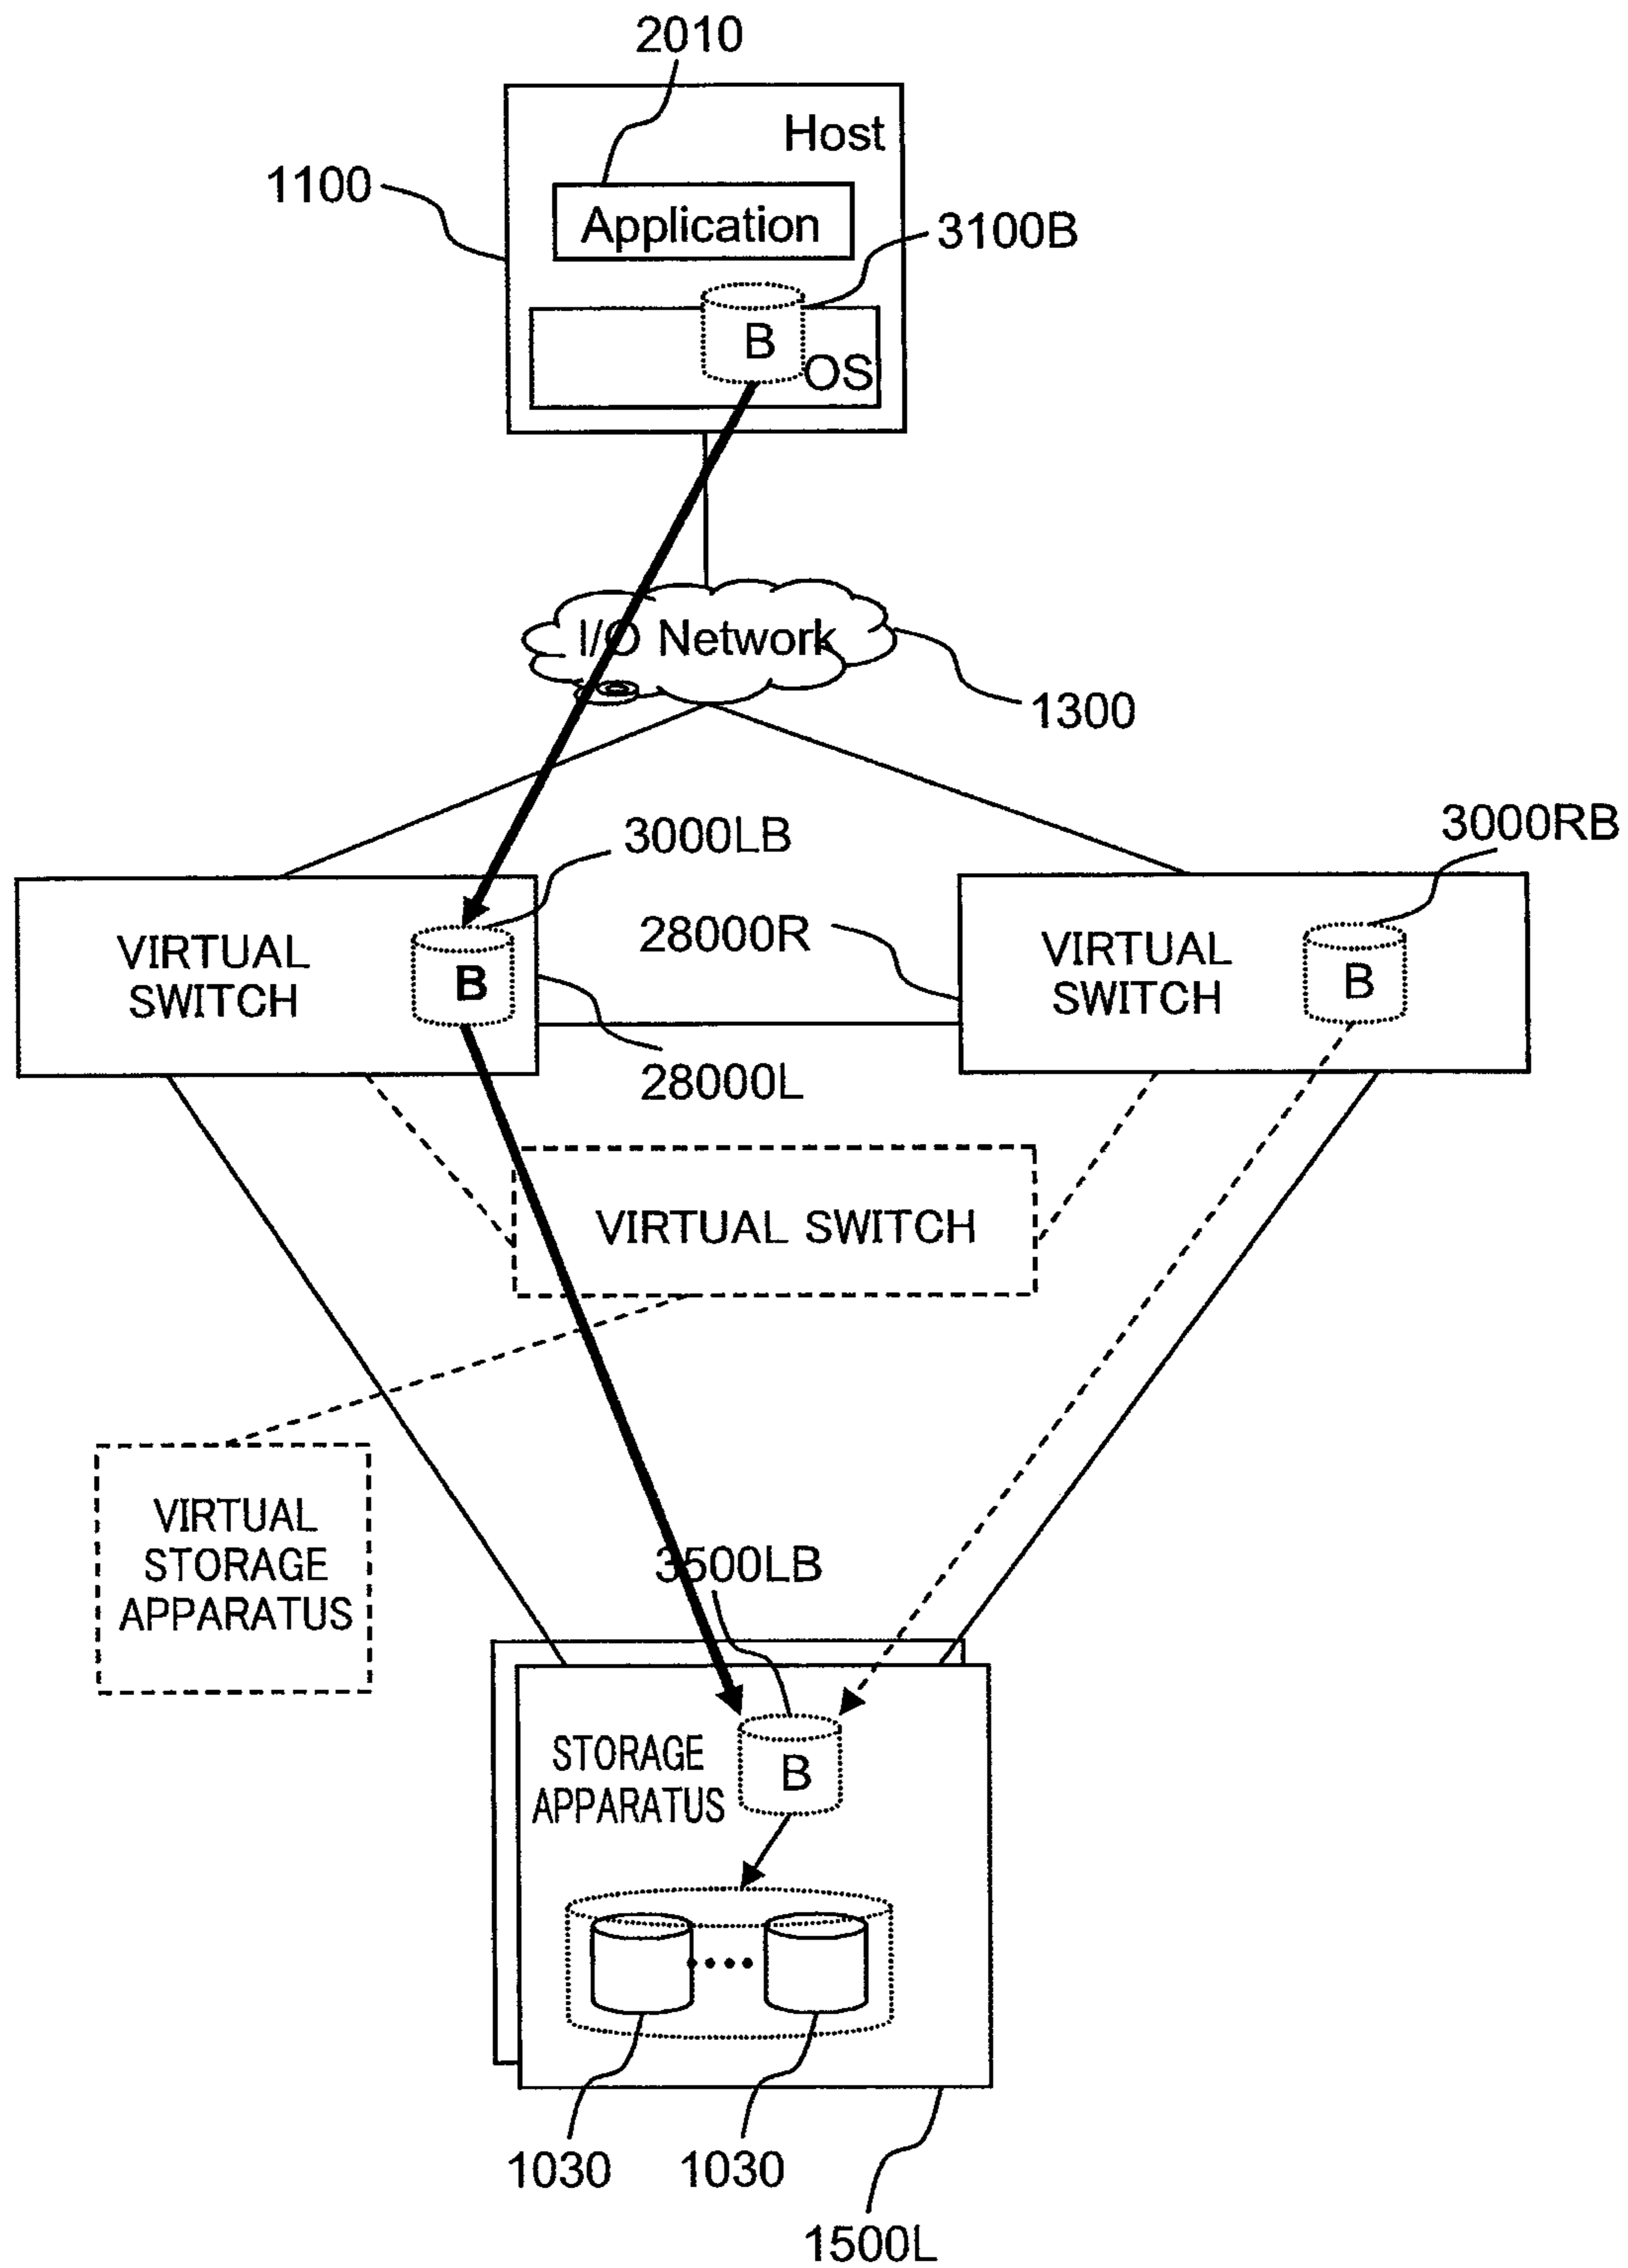 2010
Host
1100
Application
3100B
B
OS
I/O Network
1300
3000LB
3000RB
28000R
VIRTUAL
SWITCH
B
VIRTUAL
SWITCH
B
28000L
VIRTUAL SWITCH
VIRTUAL
STORAGE
APPARATUS
3500LB
STORAGE
APPARATUS
B
1030
1030
1500L